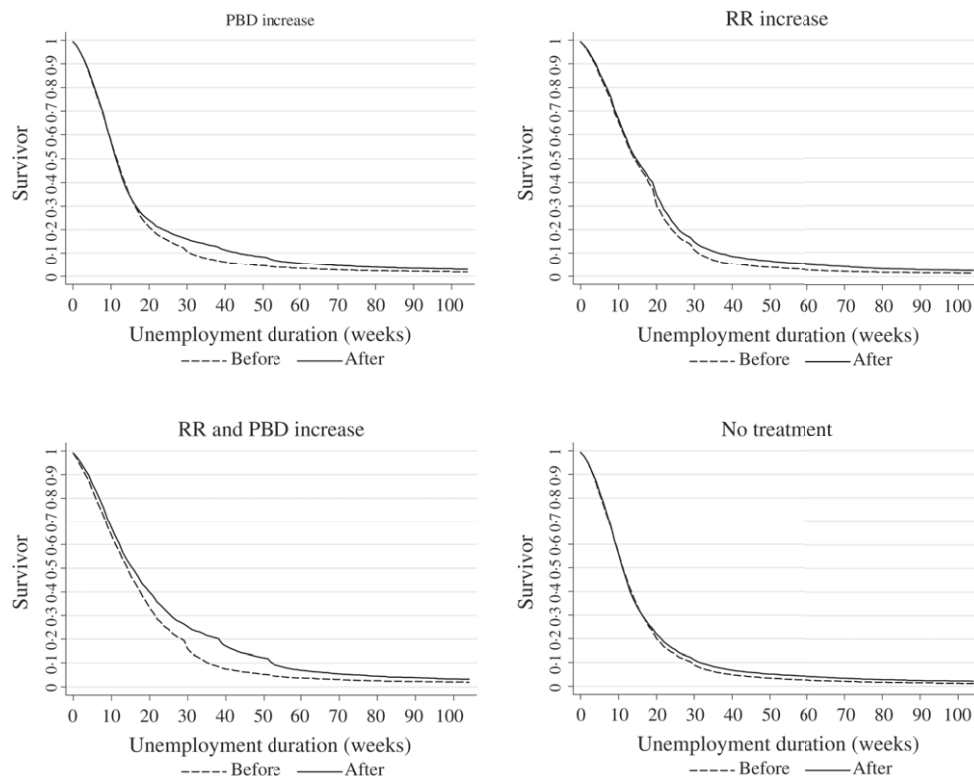 PBD increase
Survivor
0 0·1 0·2 0·3 0·4 0·5 0·6 0·7 0·8 0·9 1
0 10 20 30 40 50 60 70 80 90 100
Unemployment duration (weeks)
Before After
RR increase
Survivor
0 0·1 0·2 0·3 0·4 0·5 0·6 0·7 0·8 0·9 1
0 10 20 30 40 50 60 70 80 90 100
Unemployment duration (weeks)
Before After
RR and PBD increase
Survivor
0 0·1 0·2 0·3 0·4 0·5 0·6 0·7 0·8 0·9 1
0 10 20 30 40 50 60 70 80 90 100
Unemployment duration (weeks)
Before After
No treatment
Survivor
0 0·1 0·2 0·3 0·4 0·5 0·6 0·7 0·8 0·9 1
0 10 20 30 40 50 60 70 80 90 100
Unemployment duration (weeks)
Before After